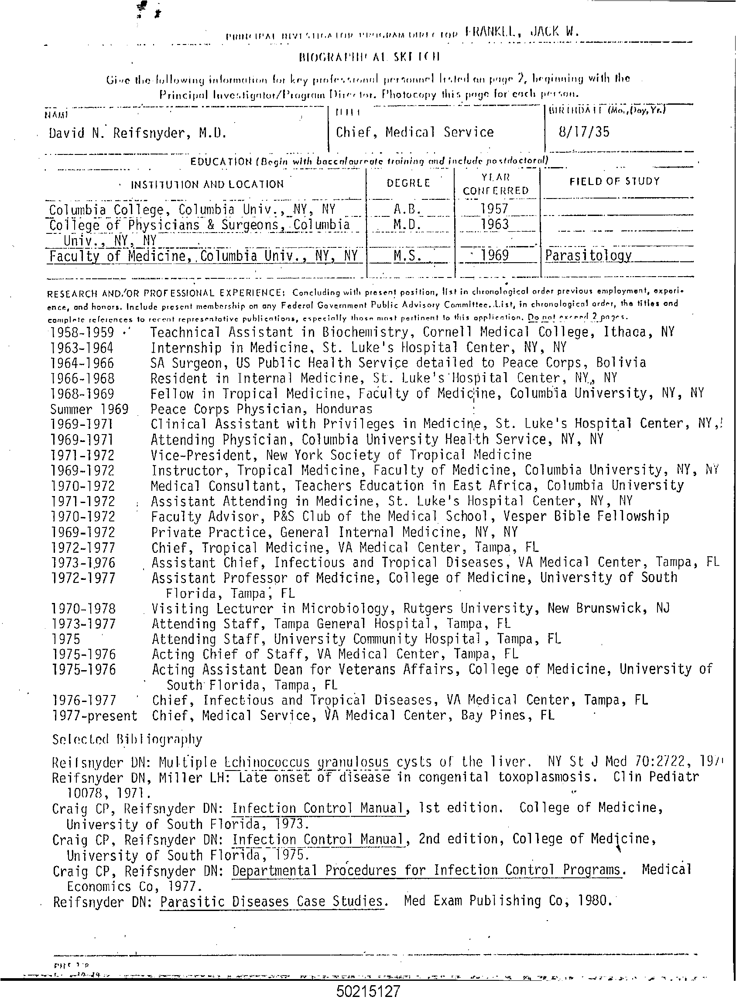 PRINCIPAL INVESTIGATOR PROGRAM DIRECTOR FRANKLL, JACK W.
BIOGRAPHICAL SKETCH
Give the following information for key professional personnel listed on page 2, beginning with the
Principal Investigator/Program Director. Photocopy this page for each person.
NAME TITLE BIRTHDATE (Mo., Day, Yr.)
David N. Reifsnyder, M.D. Chief, Medical Service 8/17/35
EDUCATION (Begin with baccalaureate training and include postdoctoral)
INSTITUTION AND LOCATION DEGREE YEAR CONFERRED FIELD OF STUDY
Columbia College, Columbia Univ., NY, NY A.B. 1957
College of Physicians & Surgeons, Columbia M.D. 1963
Univ., NY, NY
Faculty of Medicine, Columbia Univ., NY, NY M.S. 1969 Parasitology
RESEARCH AND/OR PROFESSIONAL EXPERIENCE: Concluding with present position, list in chronological order previous employment, experi-
ence, and honors. Include present membership on any Federal Government Public Advisory Committee. List, in chronological order, the titles and
complete references to recent representative publications, especially those most pertinent to this application. Do not exceed 2 pages.
1958-1959 Teachnical Assistant in Biochemistry, Cornell Medical College, Ithaca, NY
1963-1964 Internship in Medicine, St. Luke's Hospital Center, NY, NY
1964-1966 SA Surgeon, US Public Health Service detailed to Peace Corps, Bolivia
1966-1968 Resident in Internal Medicine, St. Luke's Hospital Center, NY, NY
1968-1969 Fellow in Tropical Medicine, Faculty of Medicine, Columbia University, NY, NY
Summer 1969 Peace Corps Physician, Honduras
1969-1971 Clinical Assistant with Privileges in Medicine, St. Luke's Hospital Center, NY,
1969-1971 Attending Physician, Columbia University Health Service, NY, NY
1971-1972 Vice-President, New York Society of Tropical Medicine
1969-1972 Instructor, Tropical Medicine, Faculty of Medicine, Columbia University, NY, NY
1970-1972 Medical Consultant, Teachers Education in East Africa, Columbia University
1971-1972 Assistant Attending in Medicine, St. Luke's Hospital Center, NY, NY
1970-1972 Faculty Advisor, P&S Club of the Medical School, Vesper Bible Fellowship
1969-1972 Private Practice, General Internal Medicine, NY, NY
1972-1977 Chief, Tropical Medicine, VA Medical Center, Tampa, FL
1973-1976 Assistant Chief, Infectious and Tropical Diseases, VA Medical Center, Tampa, FL
1972-1977 Assistant Professor of Medicine, College of Medicine, University of South
Florida, Tampa, FL
1970-1978 Visiting Lecturer in Microbiology, Rutgers University, New Brunswick, NJ
1973-1977 Attending Staff, Tampa General Hospital, Tampa, FL
1975 Attending Staff, University Community Hospital, Tampa, FL
1975-1976 Acting Chief of Staff, VA Medical Center, Tampa, FL
1975-1976 Acting Assistant Dean for Veterans Affairs, College of Medicine, University of
South Florida, Tampa, FL
1976-1977 Chief, Infectious and Tropical Diseases, VA Medical Center, Tampa, FL
1977-present Chief, Medical Service, VA Medical Center, Bay Pines, FL
Selected Bibliography
Reifsnyder DN: Multiple Echinococcus granulosus cysts of the liver. NY St J Med 70:2722,
Reifsnyder DN, Miller LH: Late onset of disease in congenital toxoplasmosis. Clin Pediatr
10078, 1971.
Craig CP, Reifsnyder DN: Infection Control Manual, 1st edition. College of Medicine,
University of South Florida, 1973.
Craig CP, Reifsnyder DN: Infection Control Manual, 2nd edition, College of Medicine,
University of South Florida, 1975.
Craig CP, Reifsnyder DN: Departmental Procedures for Infection Control Programs. Medical
Economics Co, 1977.
Reifsnyder DN: Parasitic Diseases Case Studies. Med Exam Publishing Co, 1980.
50215127